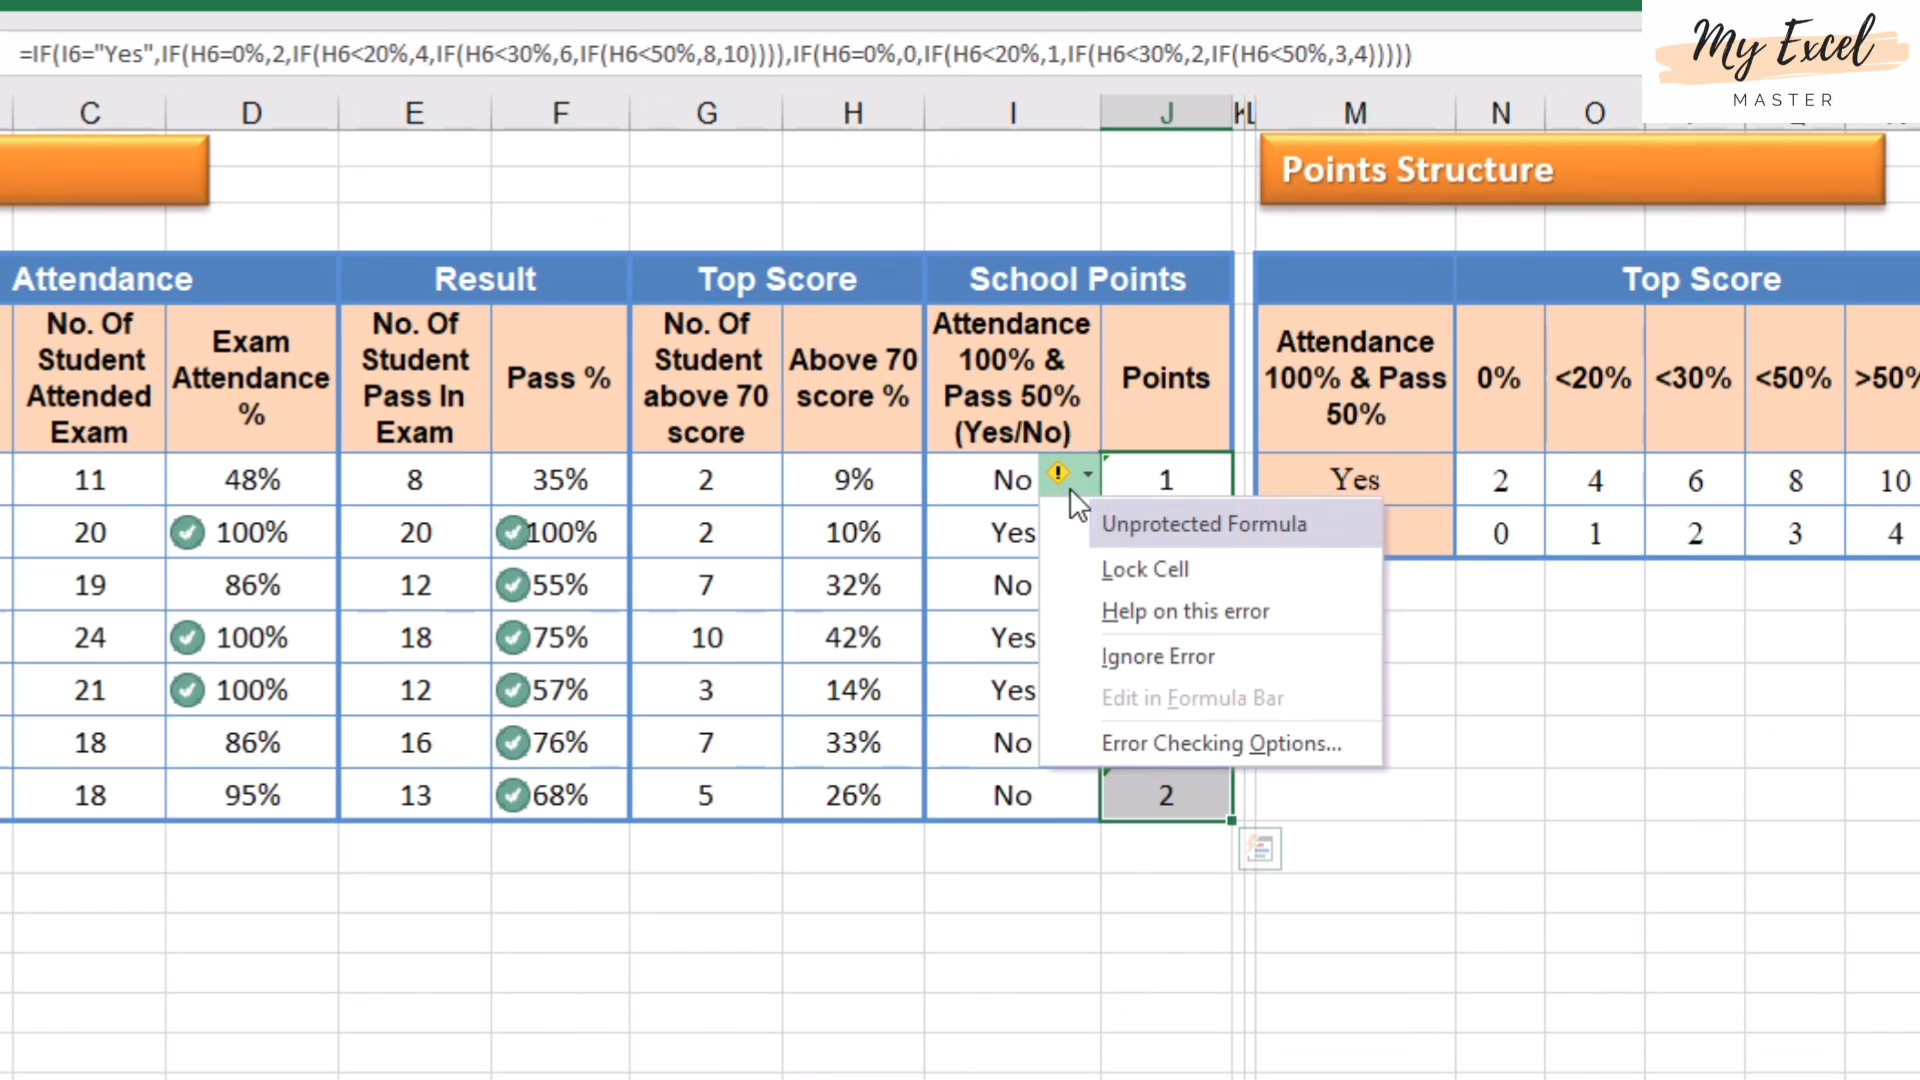 =IF(I6="Yes",IF(H6=0%,2,IF(H6<20%,4,IF(H6<30%,6,IF(H6<50%,8,10)))),IF(H6=0%,0,IF(H6<20%,1,IF(H6<30%,2,IF(H6<50%,3,4)))))
My Excel
MASTER
C D E F G H I J K L M N O
Points Structure
Attendance Result Top Score School Points Top Score
No. Of
Student
Attended
Exam
Exam
Attendance
%
No. Of
Student
Pass In
Exam
Pass %
No. Of
Student
above 70
score
Above 70
score %
Attendance
100% &
Pass 50%
(Yes/No)
Points
Attendance
100% & Pass
50%
0% <20% <30% <50% >50%
11 48% 8 35% 2 9% No 1 Yes 2 4 6 8 10
20 100% 20 100% 2 10% Yes 0 1 2 3 4
19 86% 12 55% 7 32% No
24 100% 18 75% 10 42% Yes
21 100% 12 57% 3 14% Yes
18 86% 16 76% 7 33% No
18 95% 13 68% 5 26% No 2
Unprotected Formula
Lock Cell
Help on this error
Ignore Error
Edit in Formula Bar
Error Checking Options...